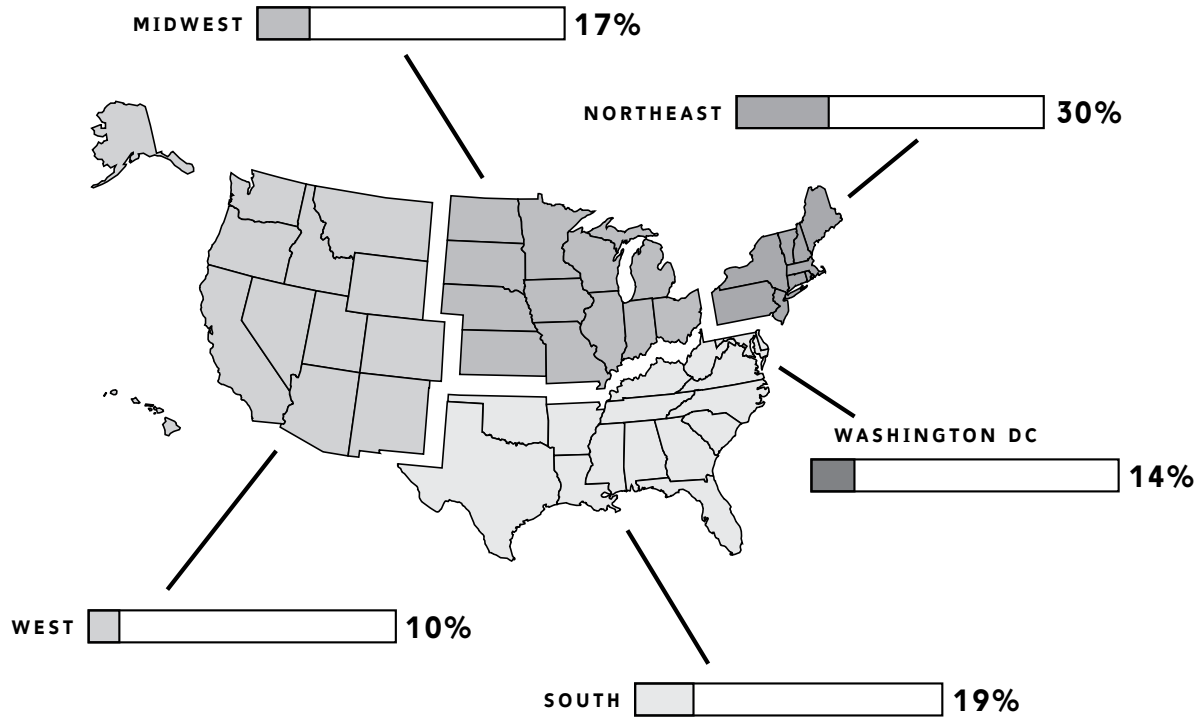 MIDWEST 17%
NORTHEAST 30%
WASHINGTON DC
14%
WEST 10%
SOUTH 19%